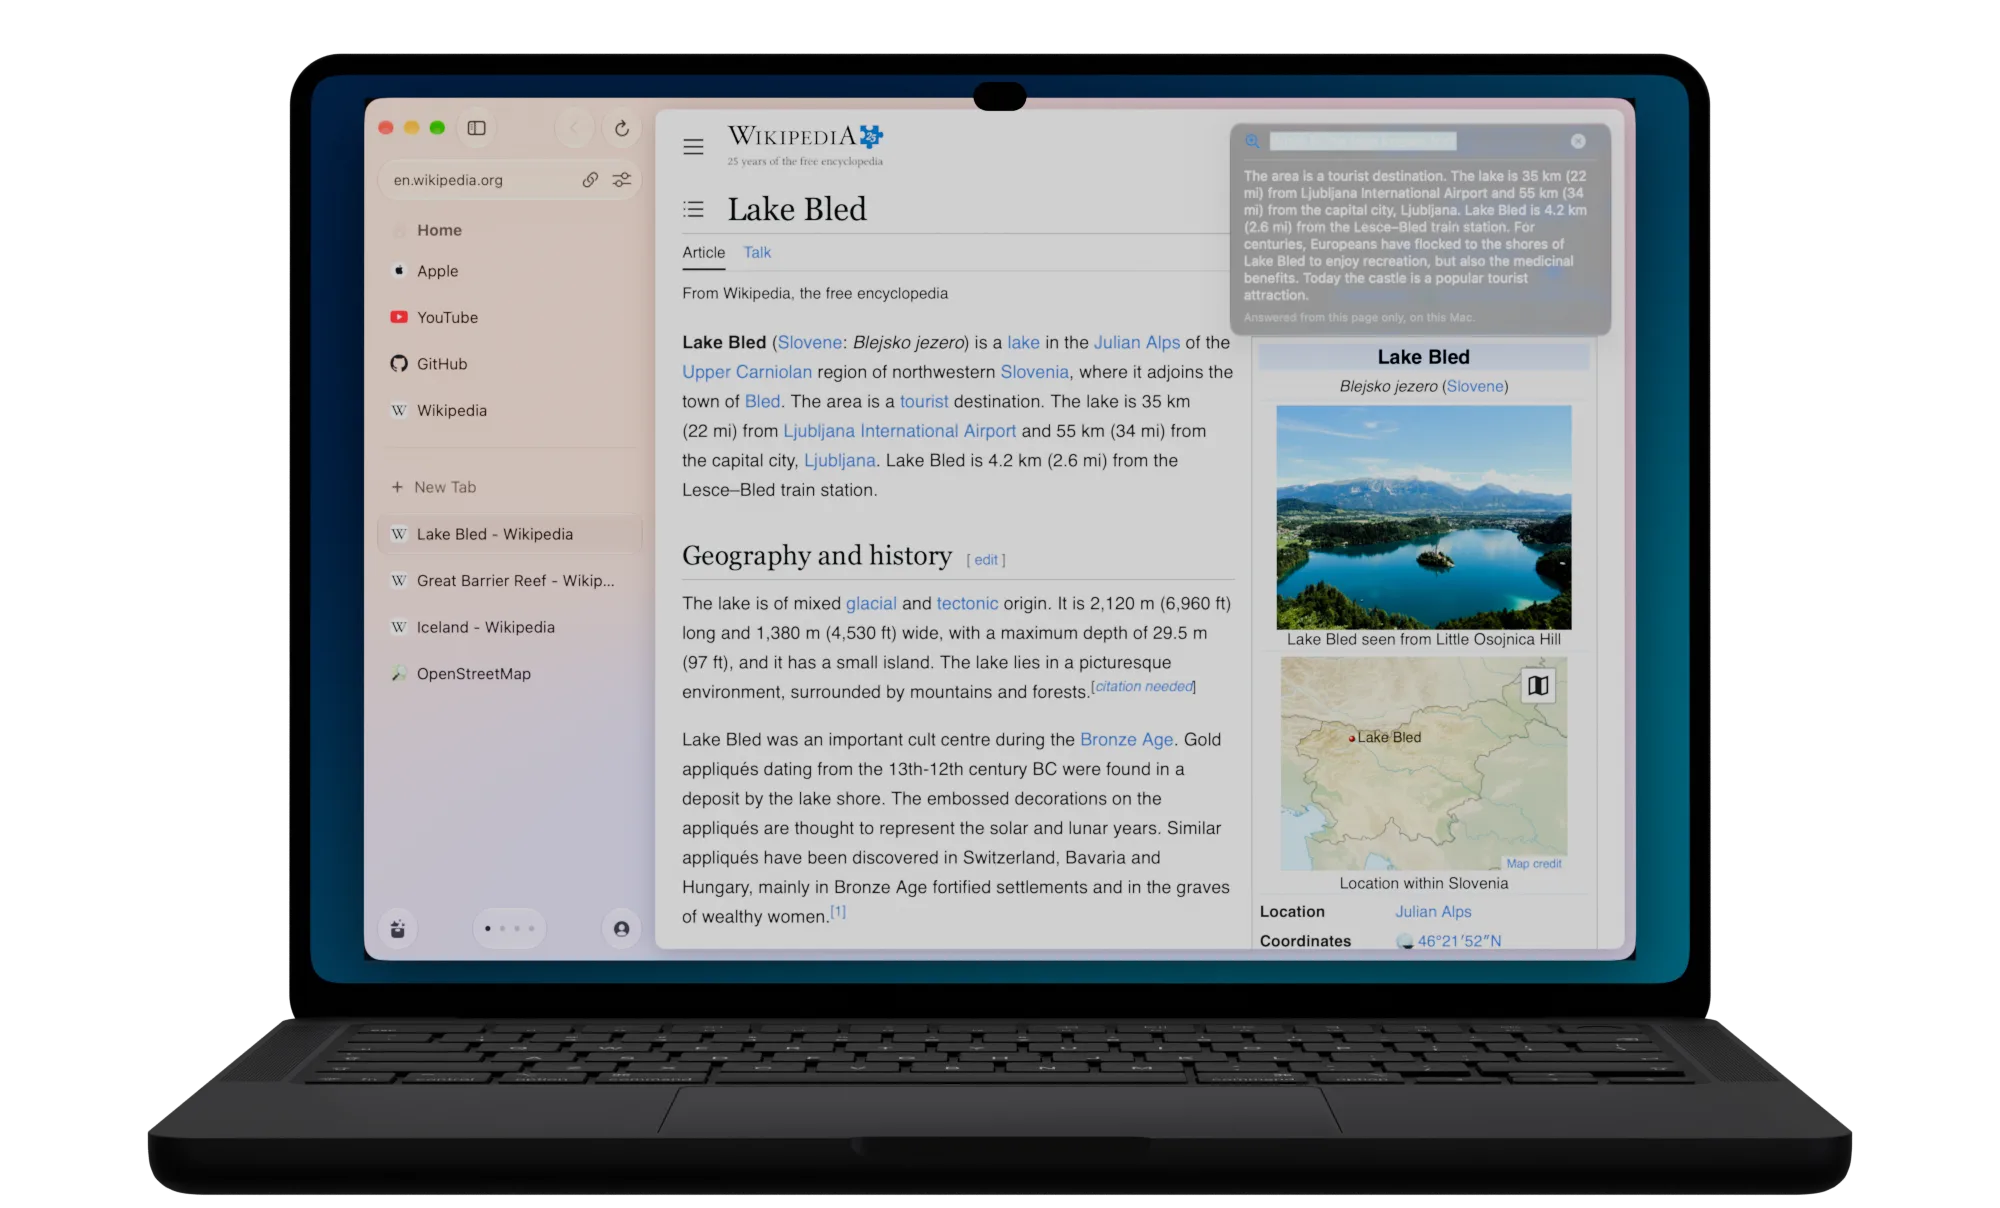 en.wikipedia.org
Home
Apple
YouTube
GitHub
Wikipedia
+ New Tab
Lake Bled - Wikipedia
Great Barrier Reef - Wikip...
Iceland - Wikipedia
OpenStreetMap
WIKIPEDIA 25
25 years of the free encyclopedia
Lake Bled
Article Talk
From Wikipedia, the free encyclopedia
Lake Bled (Slovene: Blejsko jezero) is a lake in the Julian Alps of the
Upper Carniolan region of northwestern Slovenia, where it adjoins the
town of Bled. The area is a tourist destination. The lake is 35 km
(22 mi) from Ljubljana International Airport and 55 km (34 mi) from
the capital city, Ljubljana. Lake Bled is 4.2 km (2.6 mi) from the
Lesce–Bled train station.
Geography and history [ edit ]
The lake is of mixed glacial and tectonic origin. It is 2,120 m (6,960 ft)
long and 1,380 m (4,530 ft) wide, with a maximum depth of 29.5 m
(97 ft), and it has a small island. The lake lies in a picturesque
environment, surrounded by mountains and forests.[citation needed]
Lake Bled was an important cult centre during the Bronze Age. Gold
appliqués dating from the 13th-12th century BC were found in a
deposit by the lake shore. The embossed decorations on the
appliqués are thought to represent the solar and lunar years. Similar
appliqués have been discovered in Switzerland, Bavaria and
Hungary, mainly in Bronze Age fortified settlements and in the graves
of wealthy women.[1]
The area is a tourist destination. The lake is 35 km (22
mi) from Ljubljana International Airport and 55 km (34
mi) from the capital city, Ljubljana. Lake Bled is 4.2 km
(2.6 mi) from the Lesce–Bled train station. For
centuries, Europeans have flocked to the shores of
Lake Bled to enjoy recreation, but also the medicinal
benefits. Today the castle is a popular tourist
attraction.
Answered from this page only, on this Mac.
Lake Bled
Blejsko jezero (Slovene)
Lake Bled seen from Little Osojnica Hill
Lake Bled
Map credit
Location within Slovenia
Location Julian Alps
Coordinates 46°21′52″N
control option command command option